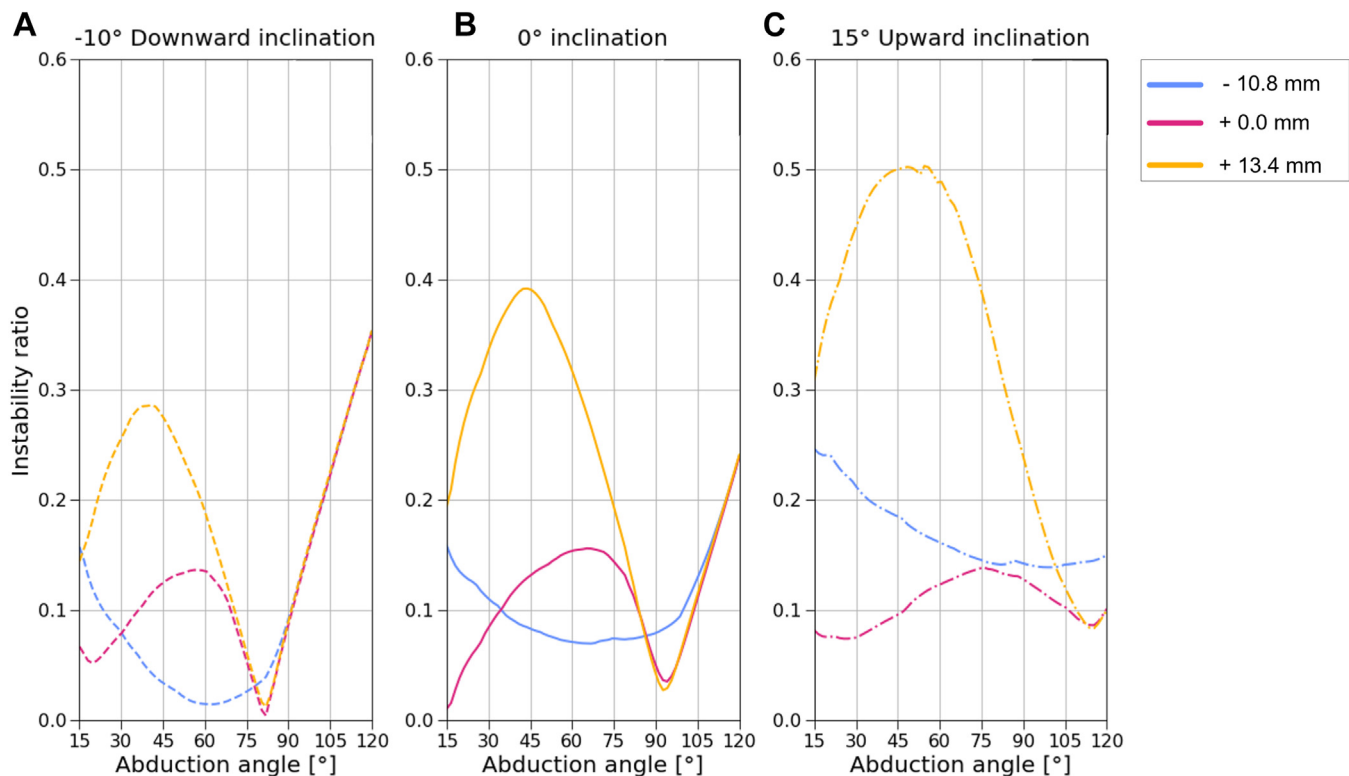 A
-10° Downward inclination
B
0° inclination
C
15° Upward inclination
- 10.8 mm
+ 0.0 mm
+ 13.4 mm
Instability ratio
0.6
0.5
0.4
0.3
0.2
0.1
0.0
15 30 45 60 75 90 105 120
Abduction angle [°]
0.6
0.5
0.4
0.3
0.2
0.1
0.0
15 30 45 60 75 90 105 120
Abduction angle [°]
0.6
0.5
0.4
0.3
0.2
0.1
0.0
15 30 45 60 75 90 105 120
Abduction angle [°]